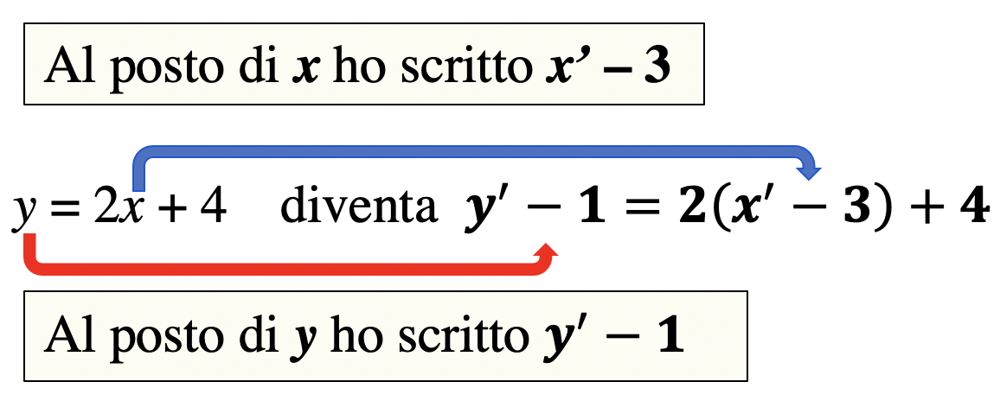 Al posto di x ho scritto x’ – 3
y = 2x + 4 diventa y′ − 1 = 2(x′ − 3) + 4
Al posto di y ho scritto y′ − 1